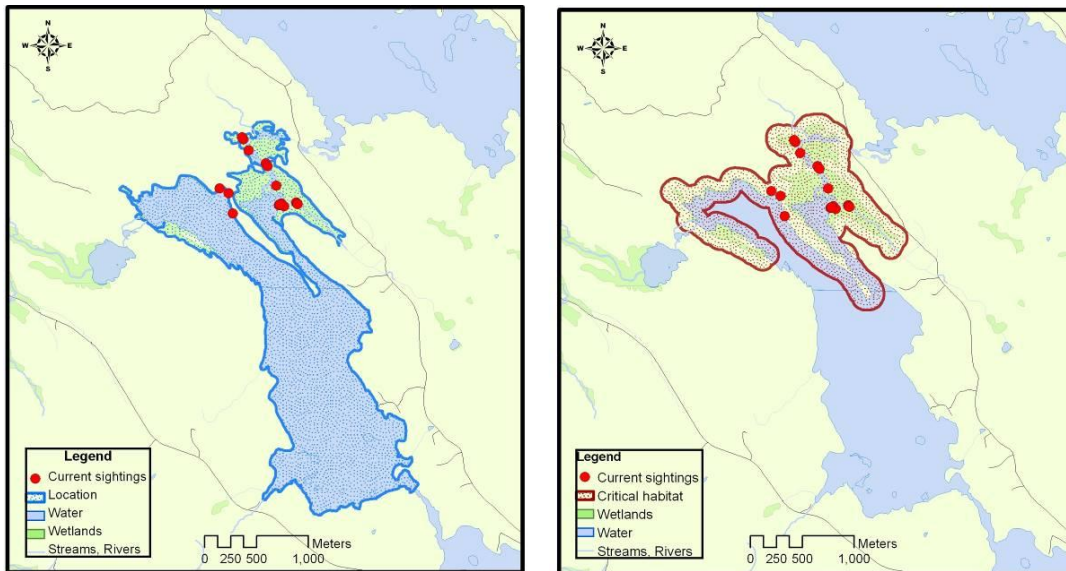 N
W E
S
Legend
Current sightings
Location
Water
Wetlands
Streams, Rivers
Meters
0 250 500 1,000
N
W E
S
Legend
Current sightings
Critical habitat
Wetlands
Water
Streams, Rivers
Meters
0 250 500 1,000